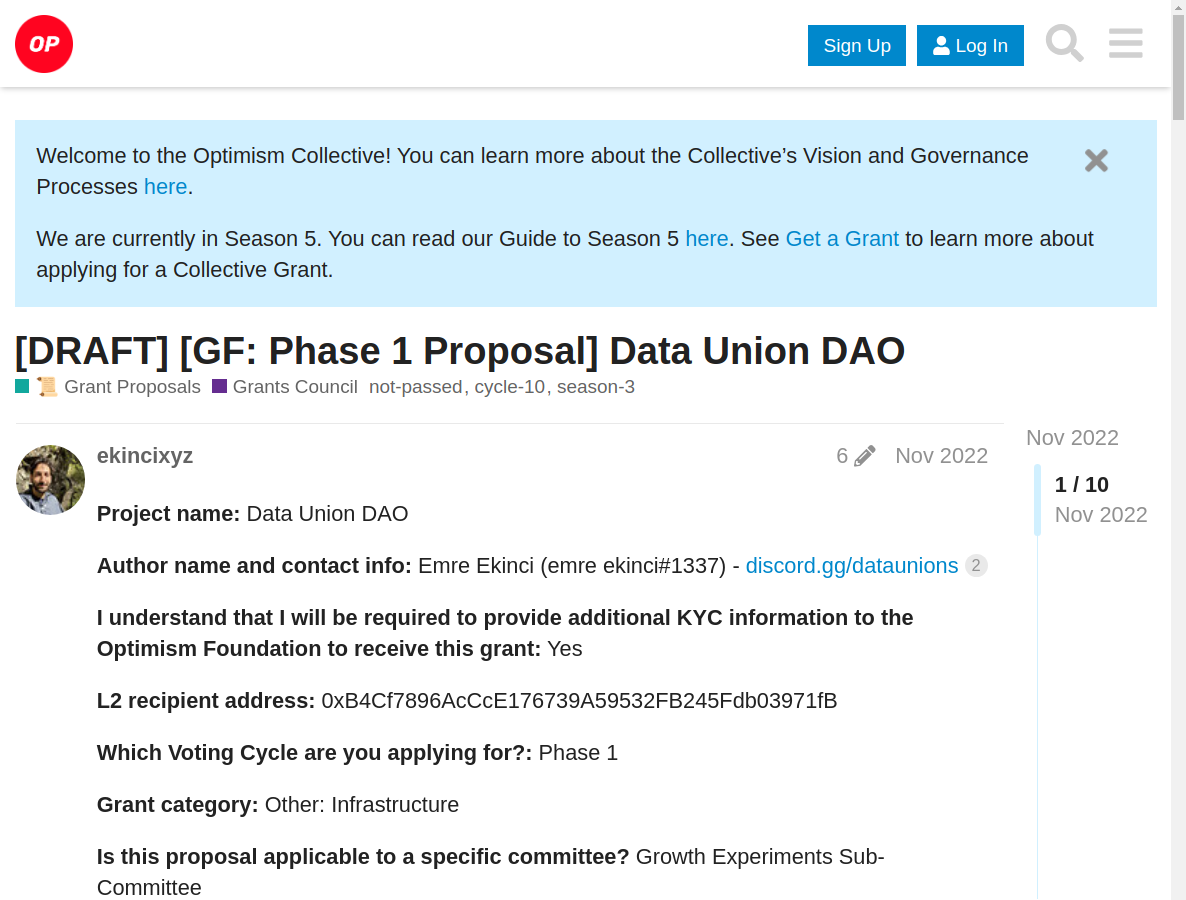 OP
Sign Up
Log In
Welcome to the Optimism Collective! You can learn more about the Collective’s Vision and Governance
Processes here.
We are currently in Season 5. You can read our Guide to Season 5 here. See Get a Grant to learn more about
applying for a Collective Grant.
[DRAFT] [GF: Phase 1 Proposal] Data Union DAO
Grant Proposals Grants Council not-passed, cycle-10, season-3
ekincixyz 6 Nov 2022
Nov 2022
1 / 10
Nov 2022
Project name: Data Union DAO
Author name and contact info: Emre Ekinci (emre ekinci#1337) - discord.gg/dataunions 2
I understand that I will be required to provide additional KYC information to the
Optimism Foundation to receive this grant: Yes
L2 recipient address: 0xB4Cf7896AcCcE176739A59532FB245Fdb03971fB
Which Voting Cycle are you applying for?: Phase 1
Grant category: Other: Infrastructure
Is this proposal applicable to a specific committee? Growth Experiments Sub-
Committee